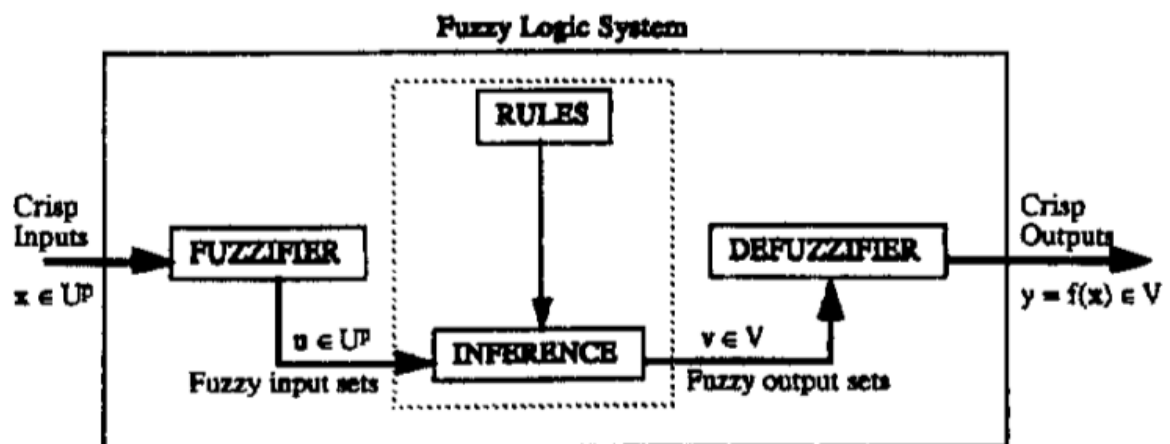 Fuzzy Logic System
RULES
Crisp
Inputs
x ∈ Uᵖ
FUZZIFIER
u ∈ Uᵖ
Fuzzy input sets
INFERENCE
v ∈ V
Fuzzy output sets
DEFUZZIFIER
Crisp
Outputs
y = f(x) ∈ V